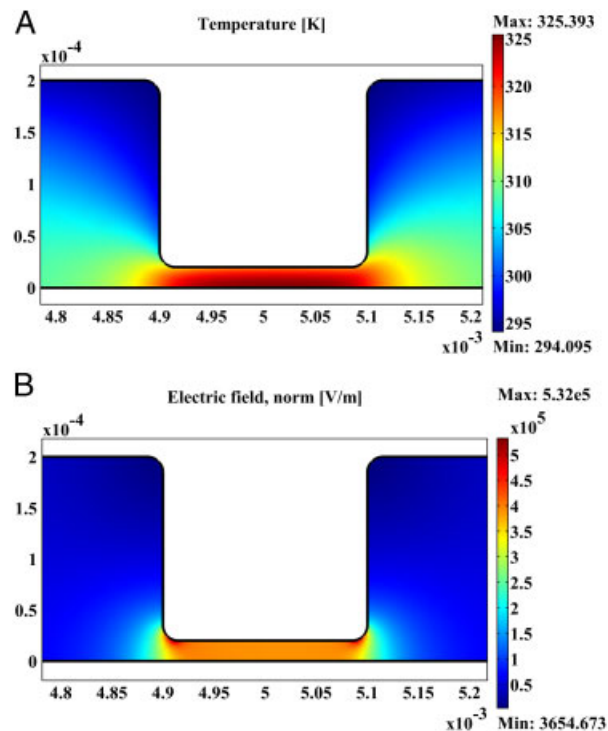 A
Temperature [K]
Max: 325.393
x10⁻⁴
2
1.5
1
0.5
0
4.8 4.85 4.9 4.95 5 5.05 5.1 5.15 5.2
x10⁻³
325
320
315
310
305
300
295
Min: 294.095
B
Electric field, norm [V/m]
Max: 5.32e5
x10⁻⁴
2
1.5
1
0.5
0
4.8 4.85 4.9 4.95 5 5.05 5.1 5.15 5.2
x10⁻³
x10⁵
5
4.5
4
3.5
3
2.5
2
1.5
1
0.5
Min: 3654.673